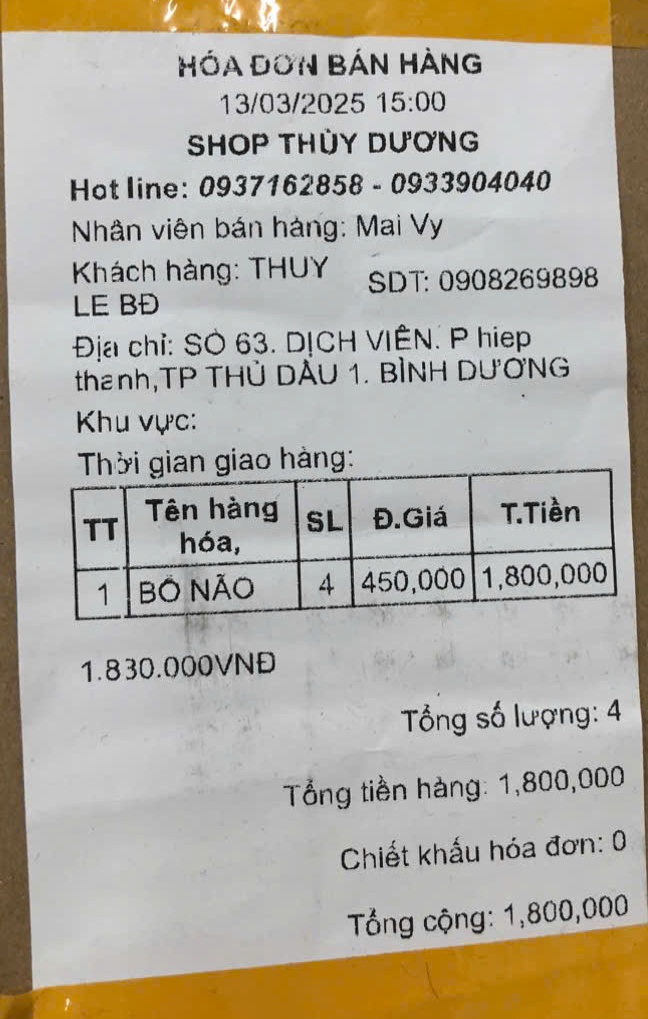 HÓA ĐƠN BÁN HÀNG
13/03/2025 15:00
SHOP THÙY DƯƠNG
Hot line: 0937162858 - 0933904040
Nhân viên bán hàng: Mai Vy
Khách hàng: THUY LE BĐ
SDT: 0908269898
Địa chỉ: SỐ 63. DỊCH VIÊN. P hiep
thanh,TP THỦ DẦU 1. BÌNH DƯƠNG
Khu vực:
Thời gian giao hàng:
TT Tên hàng hóa, SL Đ.Giá T.Tiền
1 BỔ NÃO 4 450,000 1,800,000
1.830.000VNĐ
Tổng số lượng: 4
Tổng tiền hàng: 1,800,000
Chiết khấu hóa đơn: 0
Tổng cộng: 1,800,000